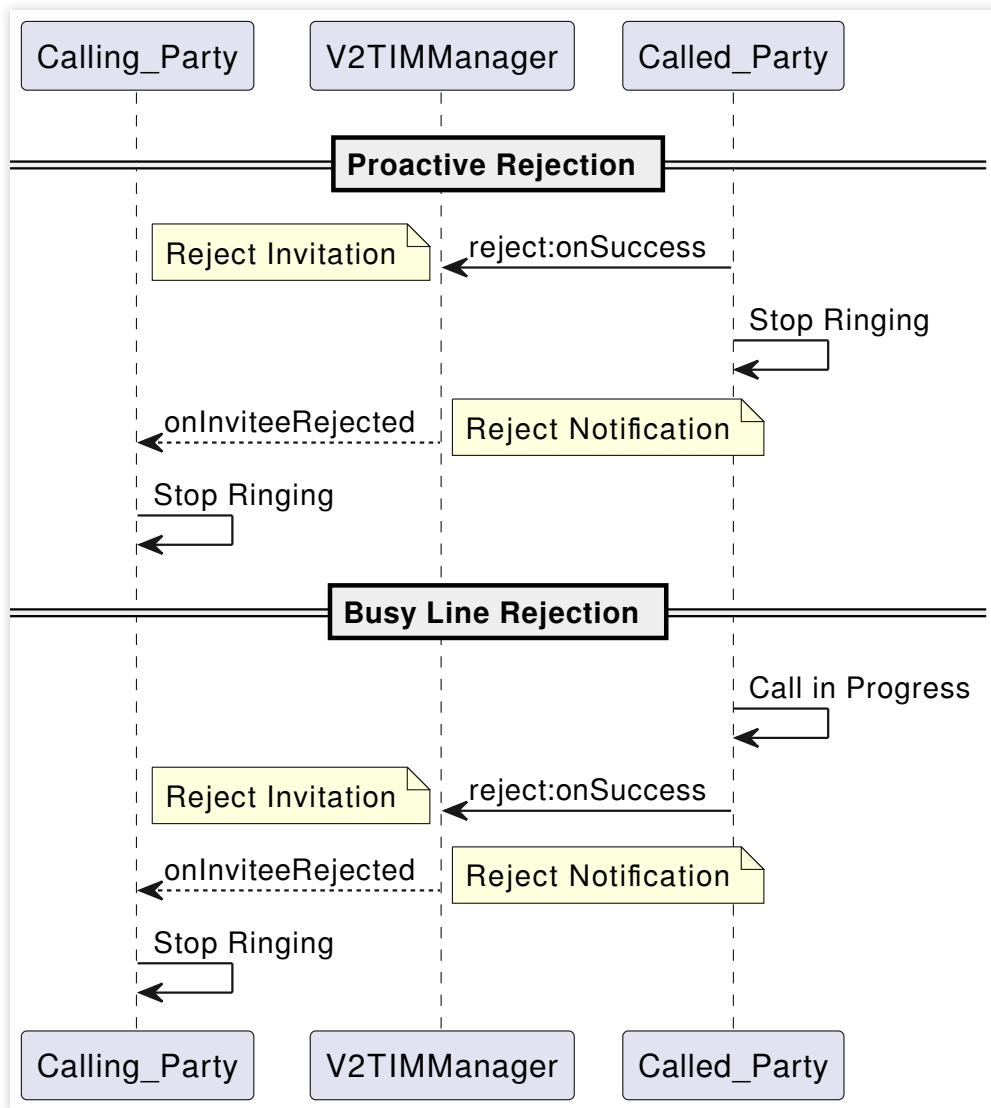 Calling_Party
V2TIMManager
Called_Party
Proactive Rejection
Reject Invitation
reject:onSuccess
Stop Ringing
onInviteeRejected
Reject Notification
Stop Ringing
Busy Line Rejection
Call in Progress
Reject Invitation
reject:onSuccess
onInviteeRejected
Reject Notification
Stop Ringing
Calling_Party
V2TIMManager
Called_Party